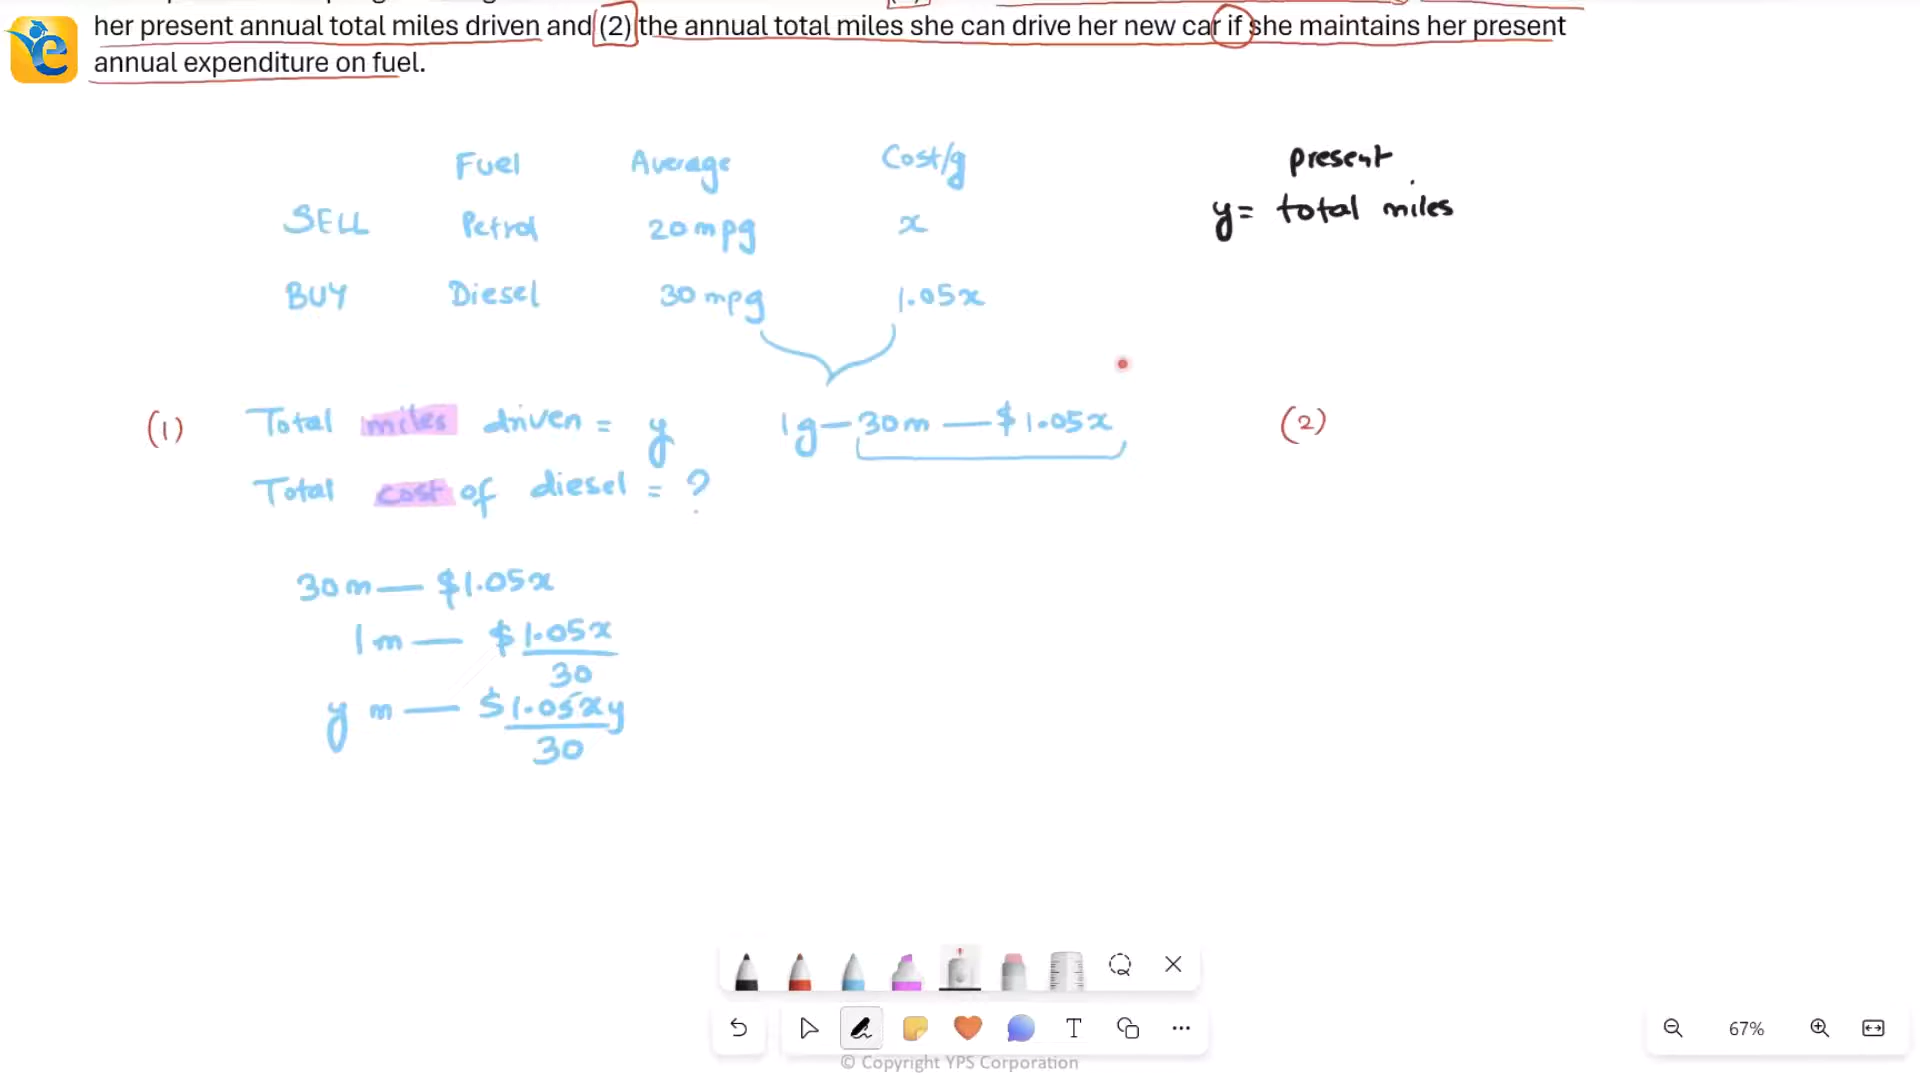 her present annual total miles driven and (2) the annual total miles she can drive her new car if she maintains her present
annual expenditure on fuel.
Fuel Average Cost/g
SELL Petrol 20 mpg x
BUY Diesel 30 mpg 1.05x
present
y = total miles
(1) Total miles driven = y
Total cost of diesel = ?
1g — 30m — $1.05x
(2)
30m — $1.05x
1m — $1.05x/30
y m — $1.05xy/30
67%
© Copyright YPS Corporation